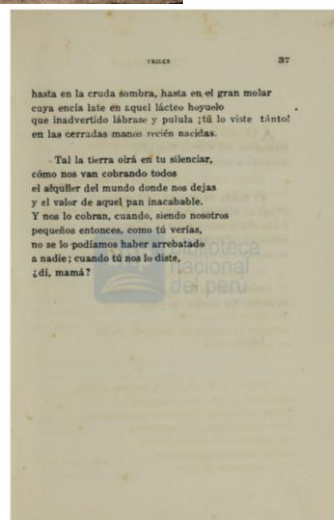 TRILCE 37
hasta en la cruda sombra, hasta en el gran molar
cuya encía late en aquel lácteo hoyuelo
que inadvertido lábrase y pulula ¡tú lo viste tánto!
en las cerradas manos recién nacidas.
Tal la tierra oirá en tu silenciar,
cómo nos van cobrando todos
el alquiler del mundo donde nos dejas
y el valor de aquel pan inacabable.
Y nos lo cobran, cuando, siendo nosotros
pequeños entonces, como tú verías,
no se lo podíamos haber arrebatado
a nadie; cuando tú nos lo diste,
¿dí, mamá?
biblioteca
nacional
del perú